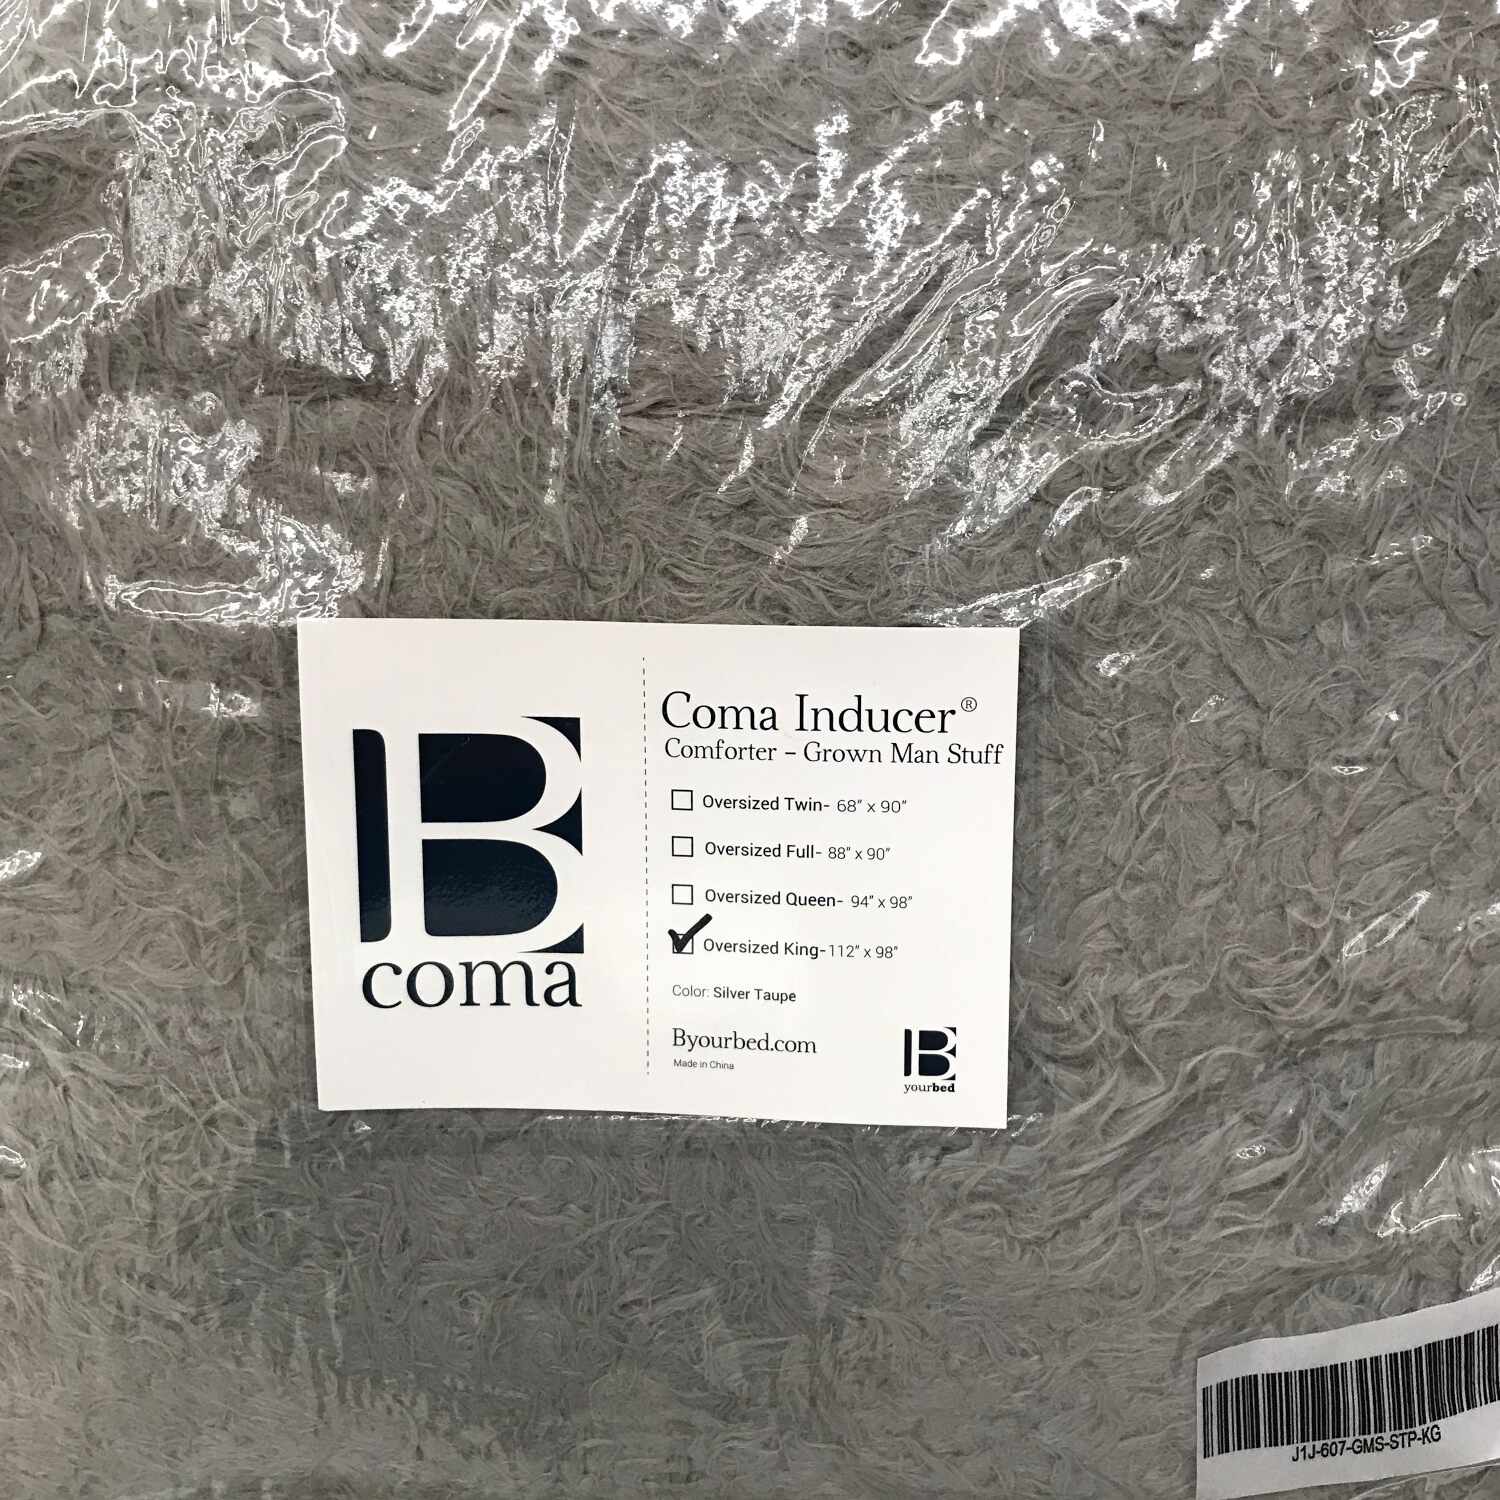 B
coma
Coma Inducer®
Comforter - Grown Man Stuff
Oversized Twin- 68" x 90"
Oversized Full- 88" x 90"
Oversized Queen- 94" x 98"
Oversized King-112" x 98"
Color: Silver Taupe
Byourbed.com
Made in China
B
yourbed
J1J-607-GMS-STP-KG